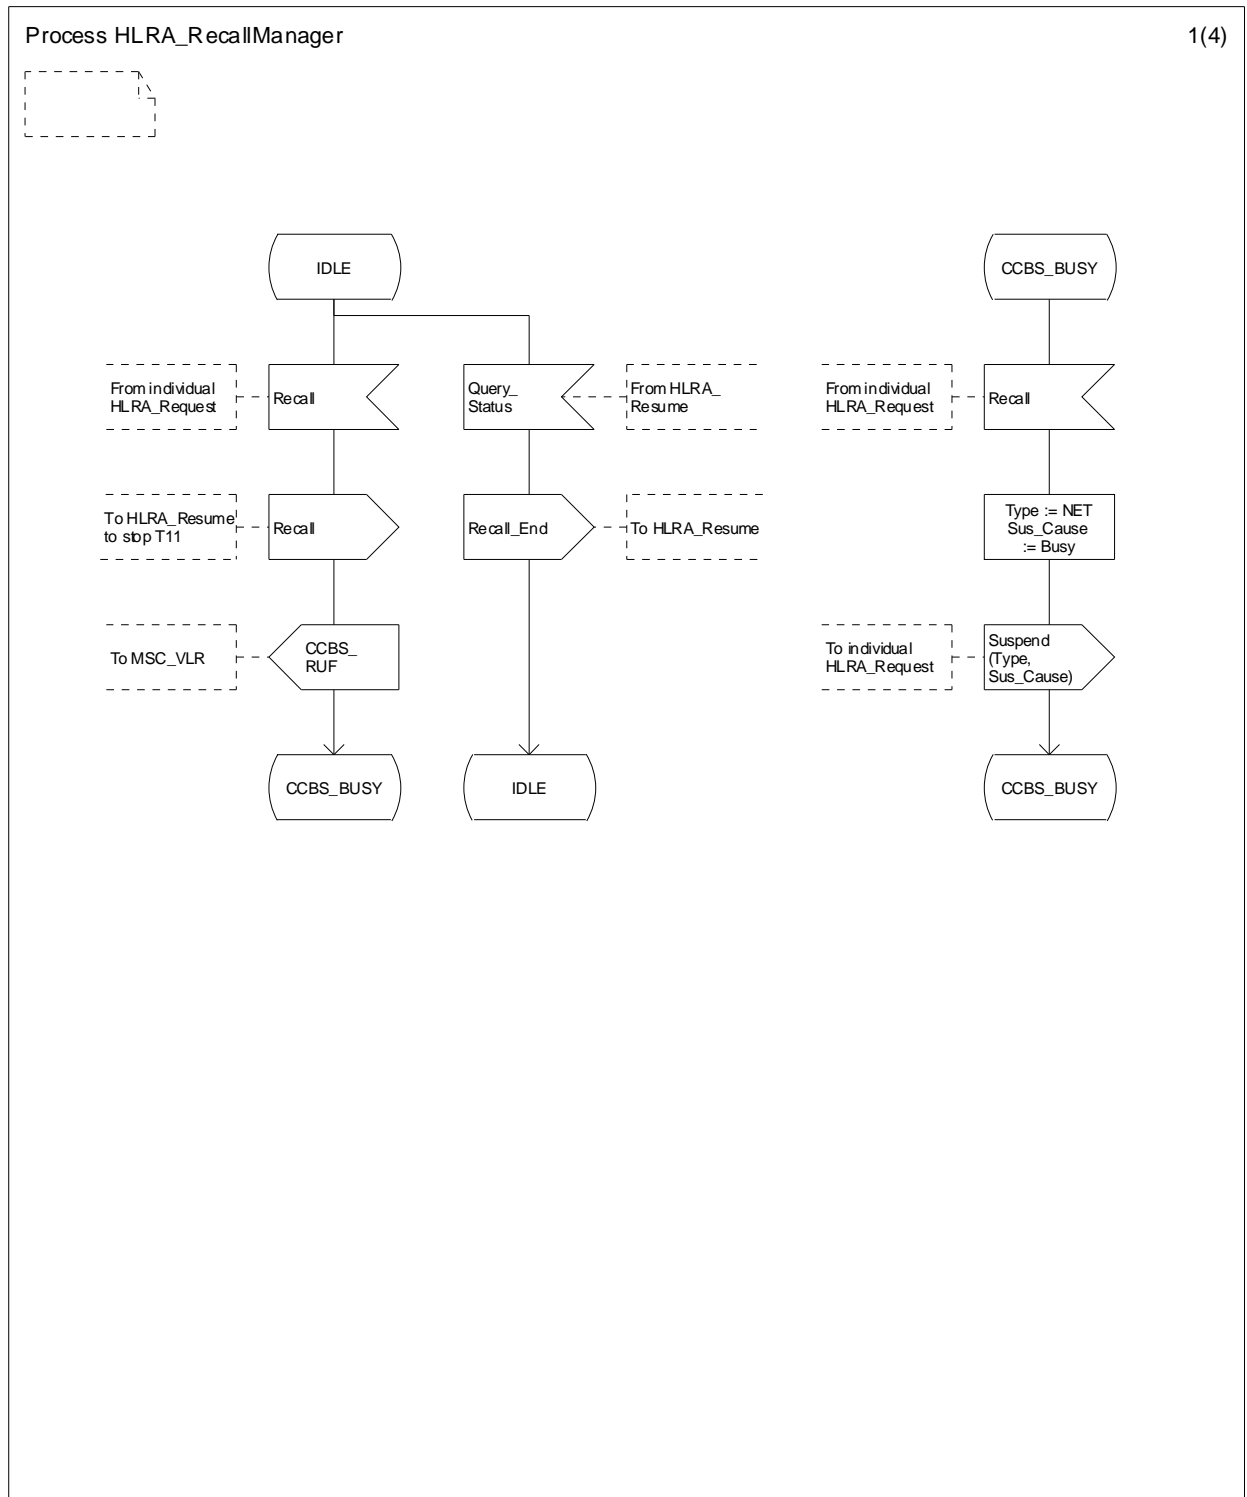 Process HLRA_RecallManager
1(4)
IDLE
CCBS_BUSY
From individual
HLRA_Request
Recall
Query_
Status
From HLRA_
Resume
From individual
HLRA_Request
Recall
To HLRA_Resume
to stop T11
Recall
Recall_End
To HLRA_Resume
Type := NET
Sus_Cause
:= Busy
To MSC_VLR
CCBS_
RUF
To individual
HLRA_Request
Suspend
(Type,
Sus_Cause)
CCBS_BUSY
IDLE
CCBS_BUSY